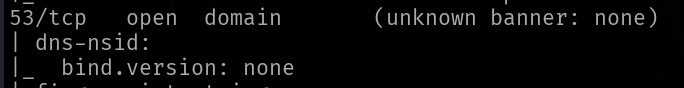 53/tcp   open  domain       (unknown banner: none)
| dns-nsid:
|_  bind.version: none